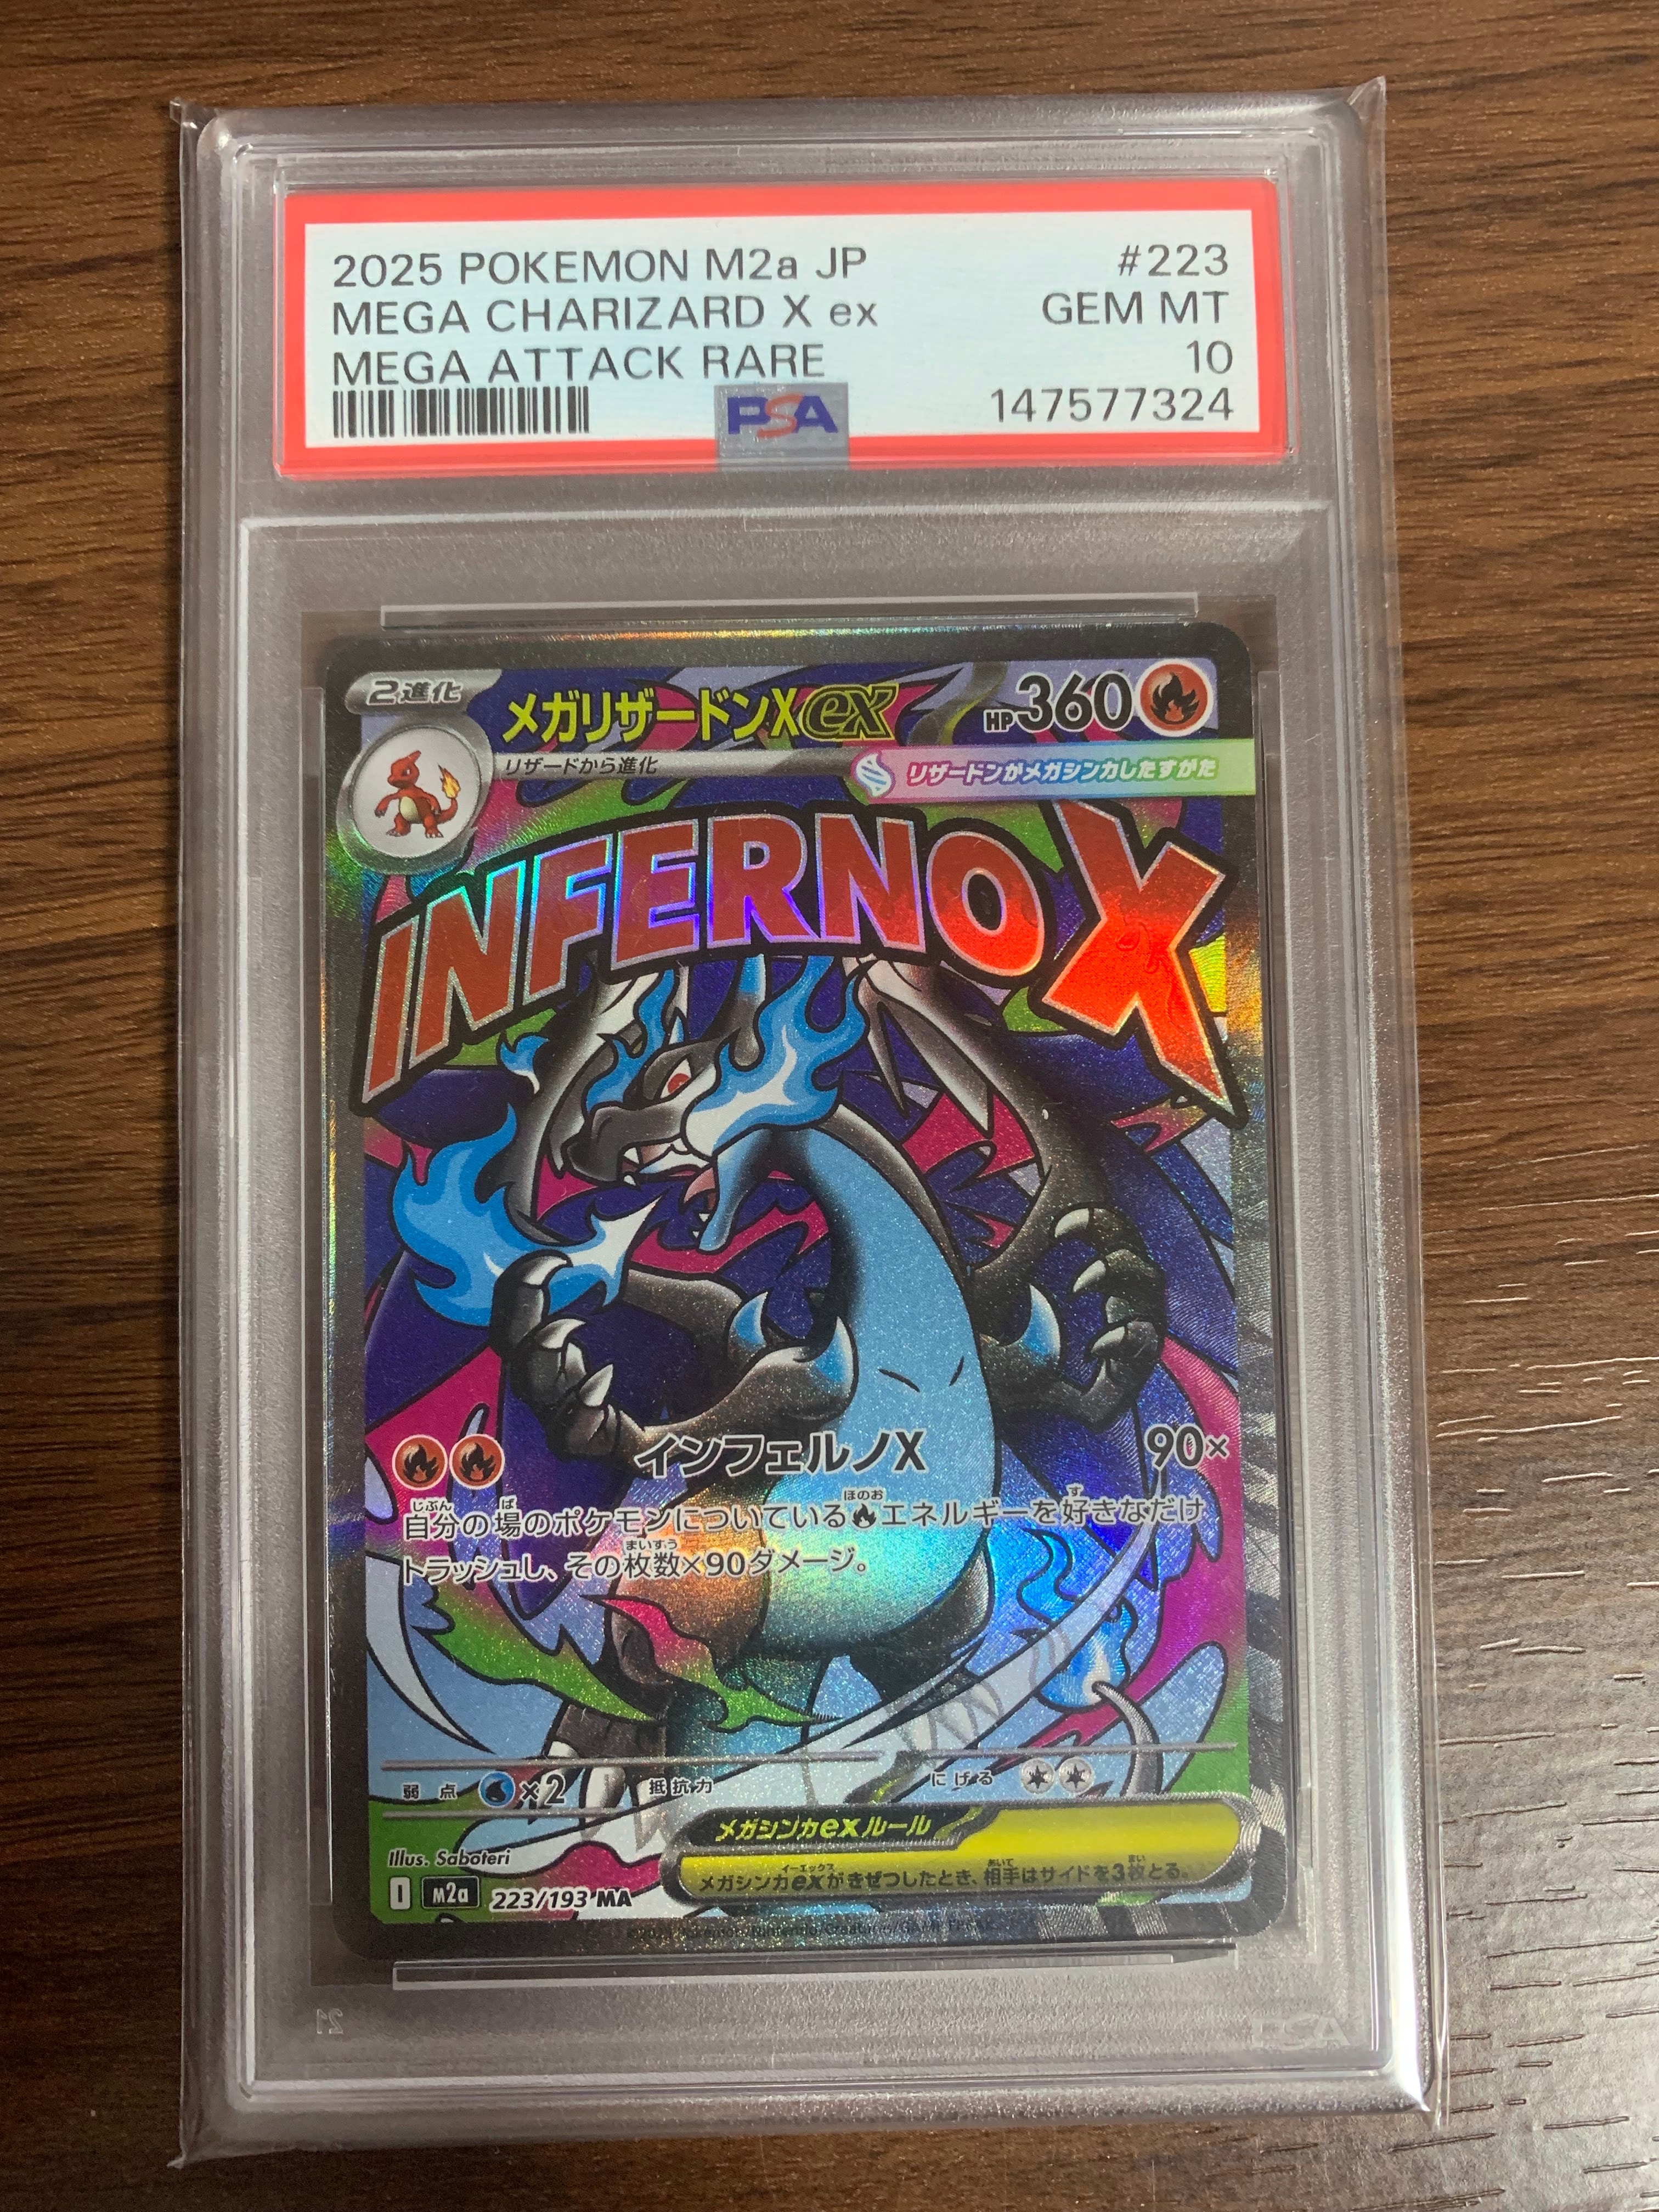 2025 POKEMON M2a JP #223
MEGA CHARIZARD X ex GEM MT
MEGA ATTACK RARE 10
PSA 147577324
2進化 メガリザードンXex HP360
リザードから進化 リザードンがメガシンカしたすがた
INFERNO X
インフェルノX 90×
自分の場のポケモンについているエネルギーを好きなだけ
トラッシュし、その枚数×90ダメージ。
弱点 ×2 抵抗力 にげる
メガシンカexルール
メガシンカexがきぜつしたとき、相手はサイドを3枚とる。
Illus. Saboteri
I M2a 223/193 MA
PSA